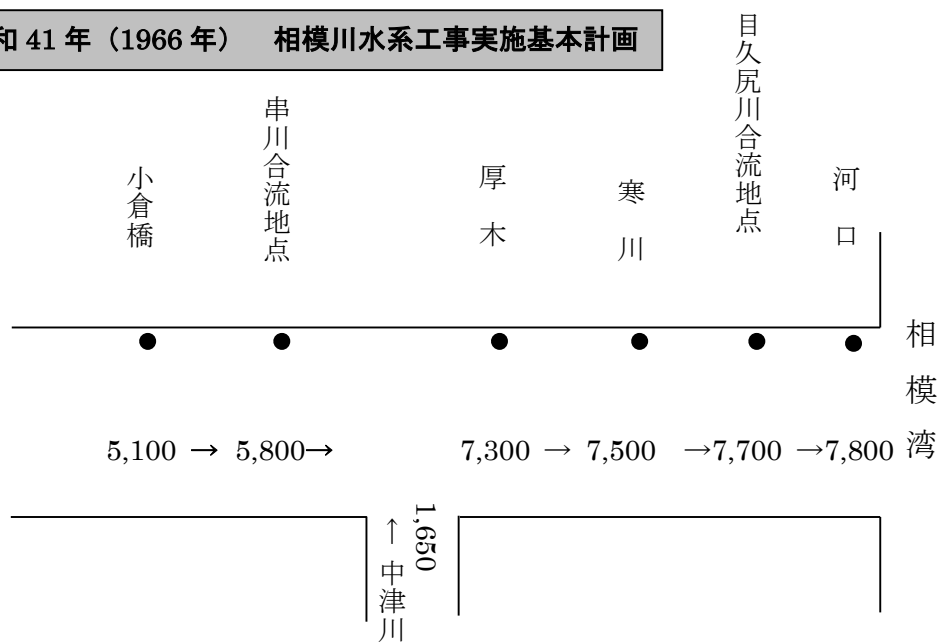 和 41 年（1966 年）　相模川水系工事実施基本計画
小倉橋
串川合流地点
厚木
寒川
目久尻川合流地点
河口
相模湾
5,100 → 5,800→ 7,300 → 7,500 →7,700 →7,800
1,650
← 中津川